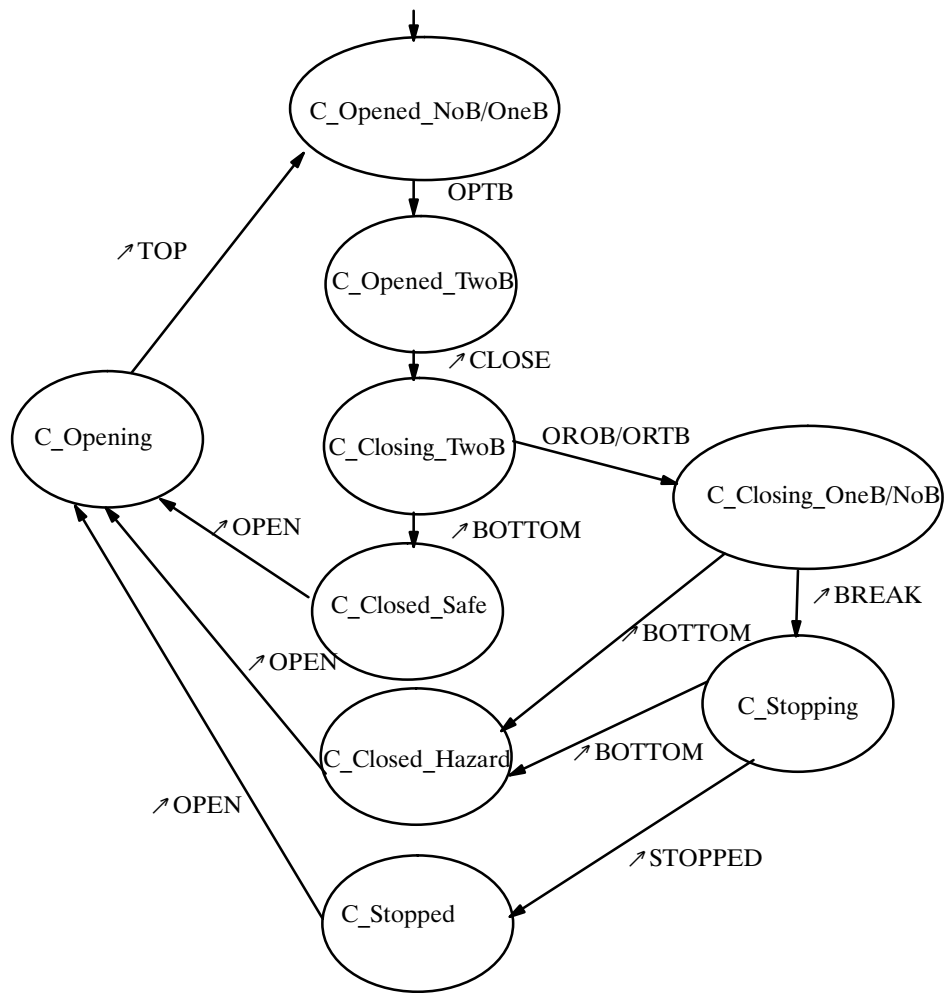 C_Opened_NoB/OneB
OPTB
↗TOP
C_Opened_TwoB
↗CLOSE
C_Opening
C_Closing_TwoB
OROB/ORTB
C_Closing_OneB/NoB
↗OPEN
↗BOTTOM
↗BREAK
C_Closed_Safe
↗BOTTOM
↗OPEN
C_Stopping
C_Closed_Hazard
↗BOTTOM
↗OPEN
↗STOPPED
C_Stopped